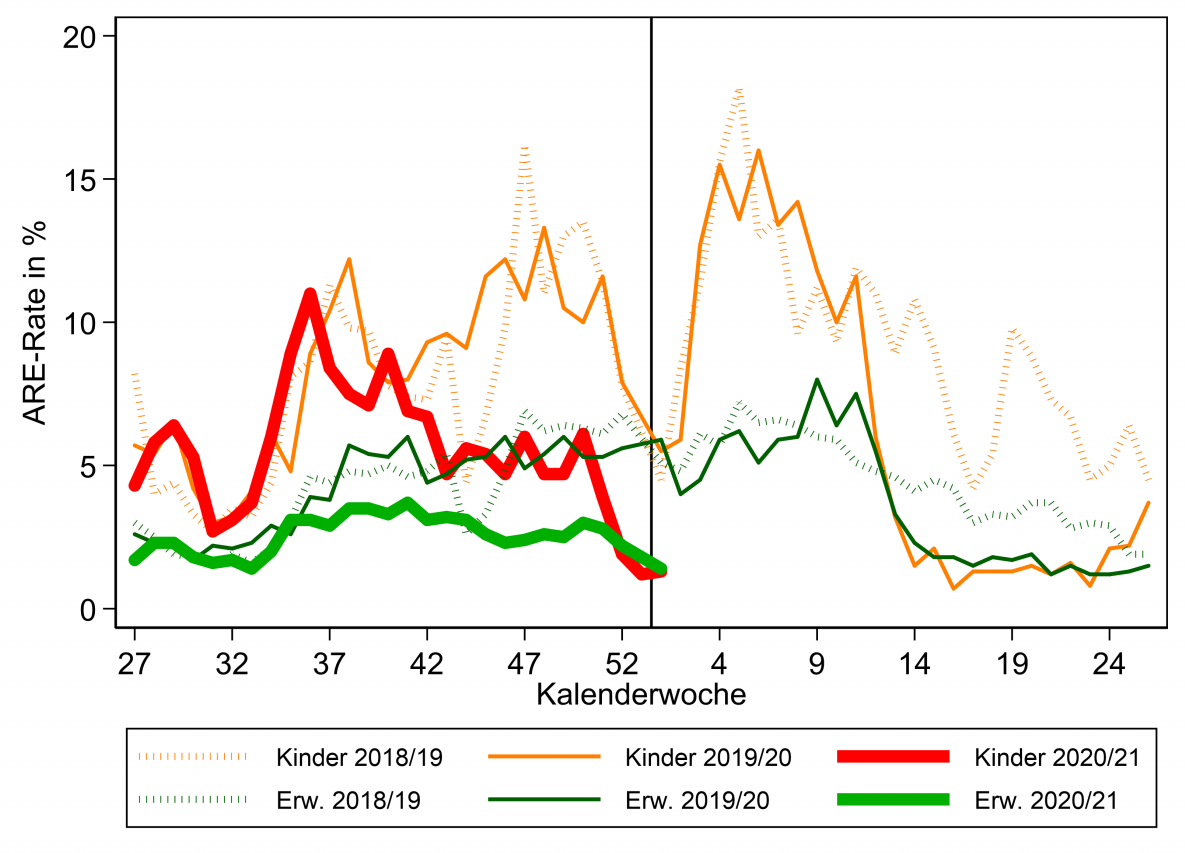 20
15
10
5
0
ARE-Rate in %
27 32 37 42 47 52 4 9 14 19 24
Kalenderwoche
Kinder 2018/19 Kinder 2019/20 Kinder 2020/21
Erw. 2018/19 Erw. 2019/20 Erw. 2020/21